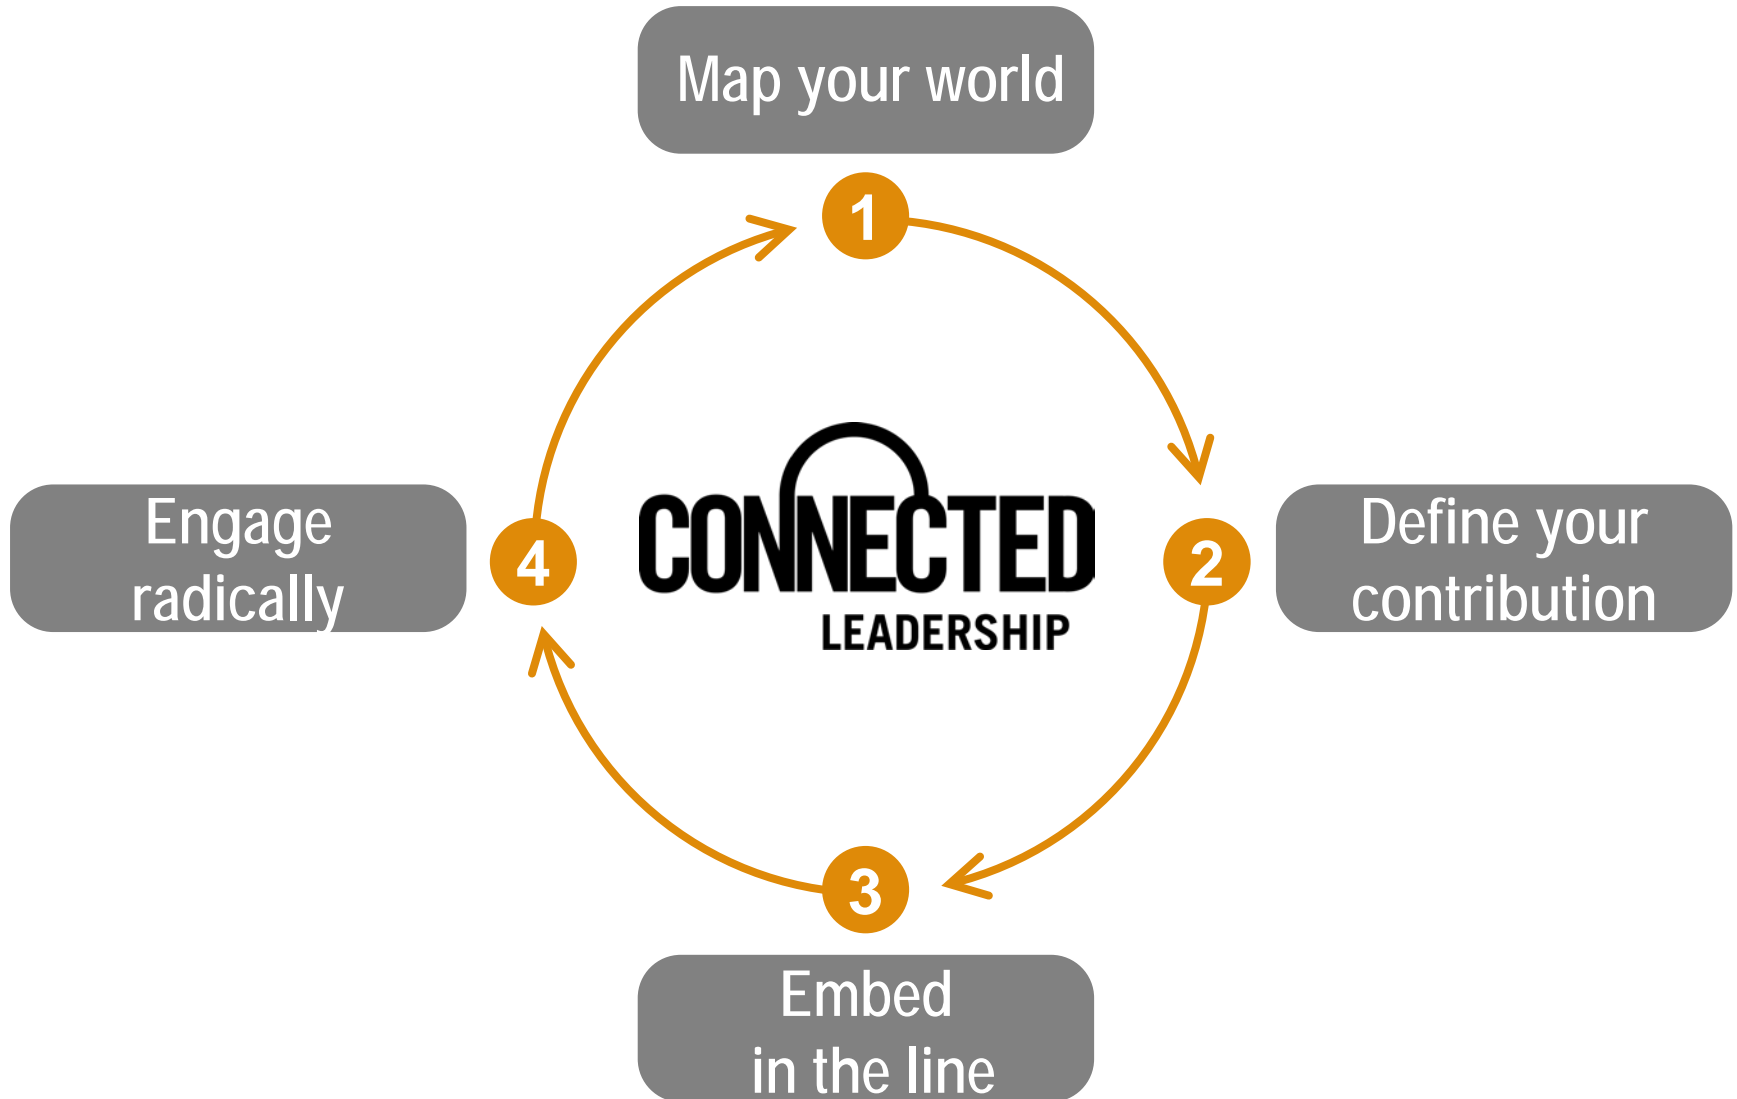 Map your world
1
Engage
radically
4
CONNECTED
LEADERSHIP
2
Define your
contribution
3
Embed
in the line